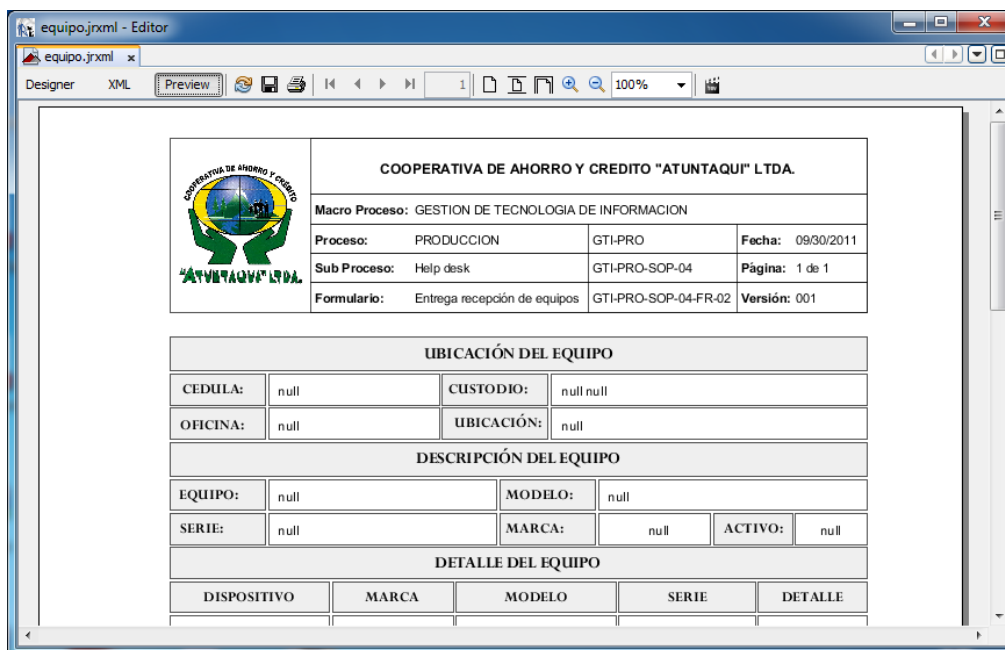 equipo.jrxml - Editor
equipo.jrxml x
Designer XML Preview 1 100%
COOPERATIVA DE AHORRO Y CREDITO "ATUNTAQUI" LTDA.
COOPERATIVA DE AHORRO Y CRÉDITO
"ATUNTAQUI" LTDA.
Macro Proceso: GESTION DE TECNOLOGIA DE INFORMACION
Proceso: PRODUCCION GTI-PRO Fecha: 09/30/2011
Sub Proceso: Help desk GTI-PRO-SOP-04 Página: 1 de 1
Formulario: Entrega recepción de equipos GTI-PRO-SOP-04-FR-02 Versión: 001
UBICACIÓN DEL EQUIPO
CEDULA: null CUSTODIO: null null
OFICINA: null UBICACIÓN: null
DESCRIPCIÓN DEL EQUIPO
EQUIPO: null MODELO: null
SERIE: null MARCA: null ACTIVO: null
DETALLE DEL EQUIPO
DISPOSITIVO MARCA MODELO SERIE DETALLE